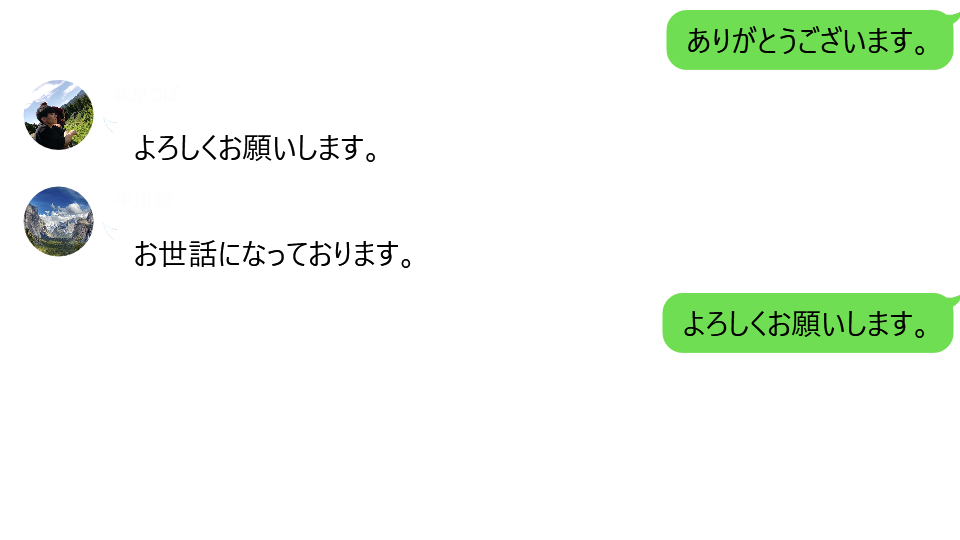 ありがとうございます。
よろしくお願いします。
お世話になっております。
よろしくお願いします。